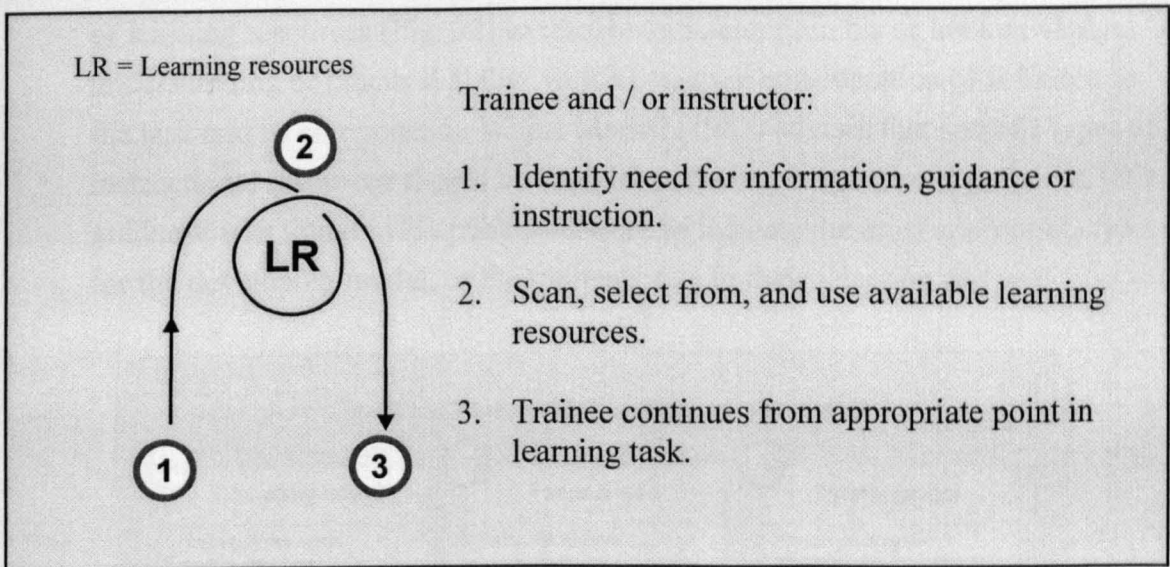 LR = Learning resources
Trainee and / or instructor:
2
1. Identify need for information, guidance or
instruction.
LR
2. Scan, select from, and use available learning
resources.
3. Trainee continues from appropriate point in
learning task.
1
3